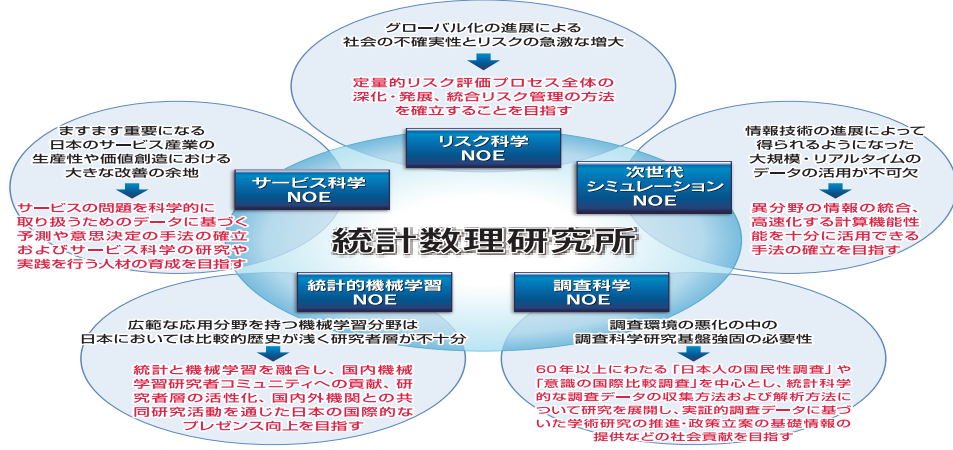 グローバル化の進展による
社会の不確実性とリスクの急激な増大
定量的リスク評価プロセス全体の
深化・発展、統合リスク管理の方法
を確立することを目指す
リスク科学
NOE
ますます重要になる
日本のサービス産業の
生産性や価値創造における
大きな改善の余地
サービス科学
NOE
サービスの問題を科学的に
取り扱うためのデータに基づく
予測や意思決定の手法の確立
およびサービス科学の研究や
実践を行う人材の育成を目指す
情報技術の進展によって
得られるようになった
大規模・リアルタイムの
データの活用が不可欠
次世代
シミュレーション
NOE
異分野の情報の統合、
高速化する計算機能性
能を十分に活用できる
手法の確立を目指す
統計数理研究所
統計的機械学習
NOE
広範な応用分野を持つ機械学習分野は
日本においては比較的歴史が浅く研究者層が不十分
統計と機械学習を融合し、国内機械
学習研究者コミュニティへの貢献、研
究者層の活性化、国内外機関との共
同研究活動を通じた日本の国際的な
プレゼンス向上を目指す
調査科学
NOE
調査環境の悪化の中の
調査科学研究基盤強固の必要性
60年以上にわたる「日本人の国民性調査」や
「意識の国際比較調査」を中心とし、統計科学
的な調査データの収集方法および解析方法に
ついて研究を展開し、実証的調査データに基づ
いた学術研究の推進・政策立案の基礎情報の
提供などの社会貢献を目指す